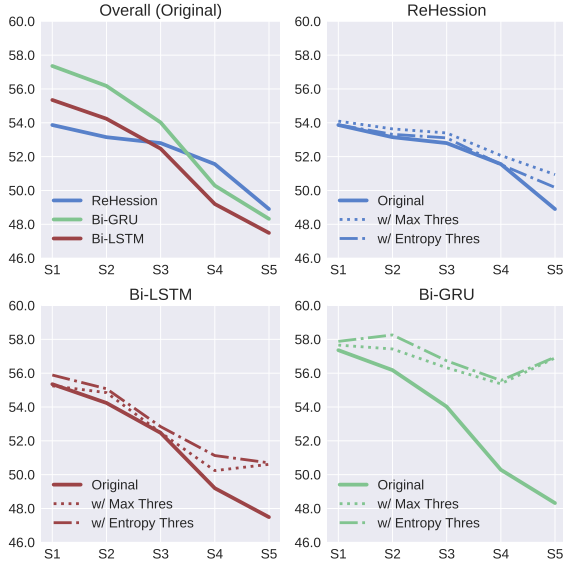 Overall (Original)
60.0
58.0
56.0
54.0
52.0
50.0
48.0
46.0
ReHession
Bi-GRU
Bi-LSTM
S1 S2 S3 S4 S5
ReHession
60.0
58.0
56.0
54.0
52.0
50.0
48.0
46.0
Original
w/ Max Thres
w/ Entropy Thres
S1 S2 S3 S4 S5
Bi-LSTM
60.0
58.0
56.0
54.0
52.0
50.0
48.0
46.0
Original
w/ Max Thres
w/ Entropy Thres
S1 S2 S3 S4 S5
Bi-GRU
60.0
58.0
56.0
54.0
52.0
50.0
48.0
46.0
Original
w/ Max Thres
w/ Entropy Thres
S1 S2 S3 S4 S5